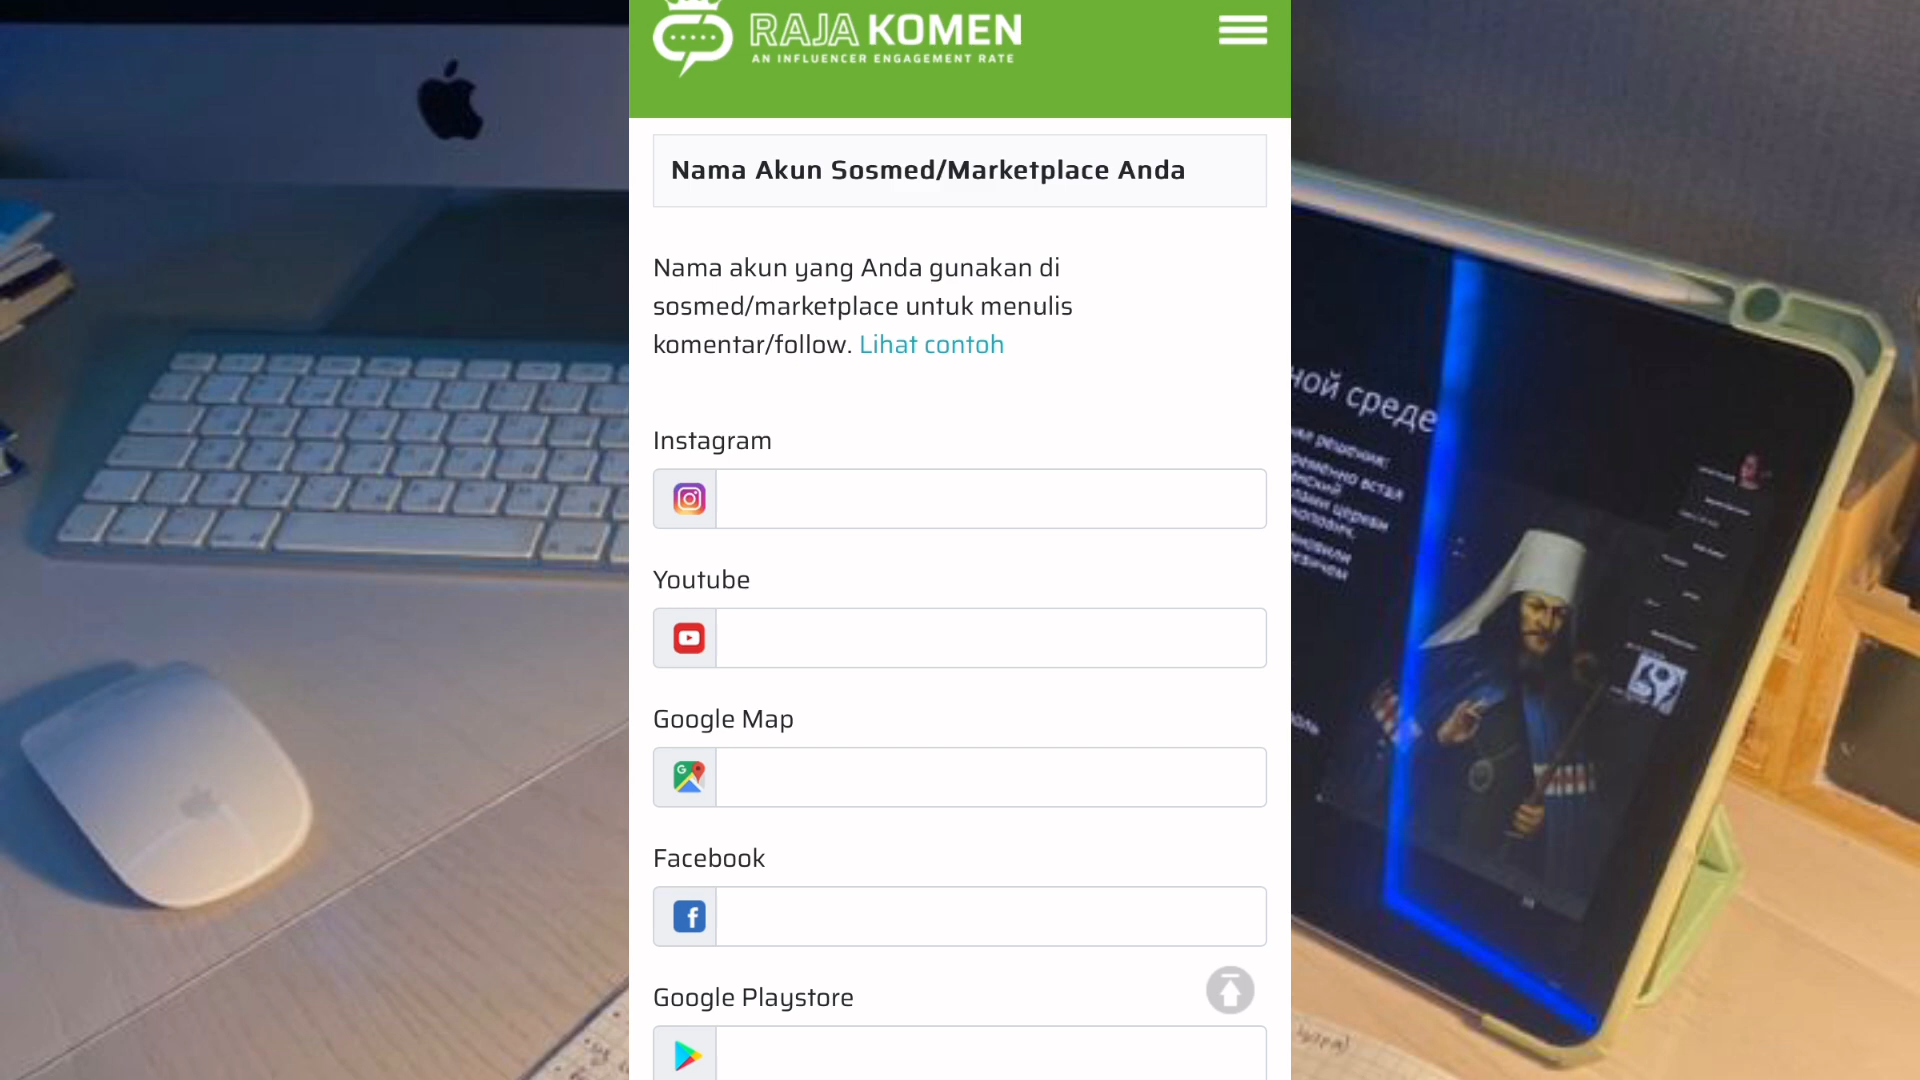 RAJA KOMEN
AN INFLUENCER ENGAGEMENT RATE
Nama Akun Sosmed/Marketplace Anda
Nama akun yang Anda gunakan di
sosmed/marketplace untuk menulis
komentar/follow. Lihat contoh
Instagram
Youtube
Google Map
Facebook
Google Playstore
ной среде
решение: